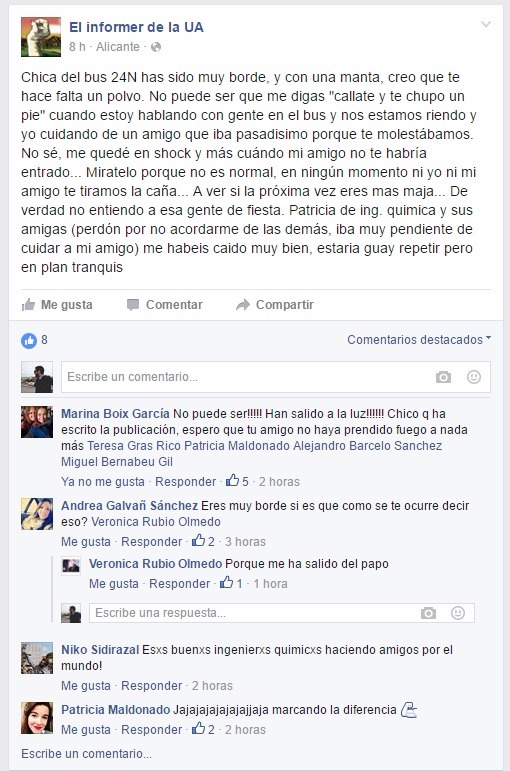 El informer de la UA
8 h · Alicante ·
Chica del bus 24N has sido muy borde, y con una manta, creo que te
hace falta un polvo. No puede ser que me digas "callate y te chupo un
pie" cuando estoy hablando con gente en el bus y nos estamos riendo y
yo cuidando de un amigo que iba pasadisimo porque te molestábamos.
No sé, me quedé en shock y más cuándo mi amigo no te habría
entrado... Miratelo porque no es normal, en ningún momento ni yo ni mi
amigo te tiramos la caña... A ver si la próxima vez eres mas maja... De
verdad no entiendo a esa gente de fiesta. Patricia de ing. quimica y sus
amigas (perdón por no acordarme de las demás, iba muy pendiente de
cuidar a mi amigo) me habeis caido muy bien, estaria guay repetir pero
en plan tranquis
Me gusta Comentar Compartir
8 Comentarios destacados
Escribe un comentario...
Marina Boix García No puede ser!!!!! Han salido a la luz!!!!!! Chico q ha
escrito la publicación, espero que tu amigo no haya prendido fuego a nada
más Teresa Gras Rico Patricia Maldonado Alejandro Barcelo Sanchez
Miguel Bernabeu Gil
Ya no me gusta · Responder · 5 · 2 horas
Andrea Galvañ Sánchez Eres muy borde si es que como se te ocurre decir
eso? Veronica Rubio Olmedo
Me gusta · Responder · 2 · 3 horas
Veronica Rubio Olmedo Porque me ha salido del papo
Me gusta · Responder · 1 · 1 hora
Escribe una respuesta...
Niko Sidirazal Esxs buenxs ingenierxs quimicxs haciendo amigos por el
mundo!
Me gusta · Responder · 2 horas
Patricia Maldonado Jajajajajajajjaja marcando la diferencia
Me gusta · Responder · 2 · 2 horas
Escribe un comentario...